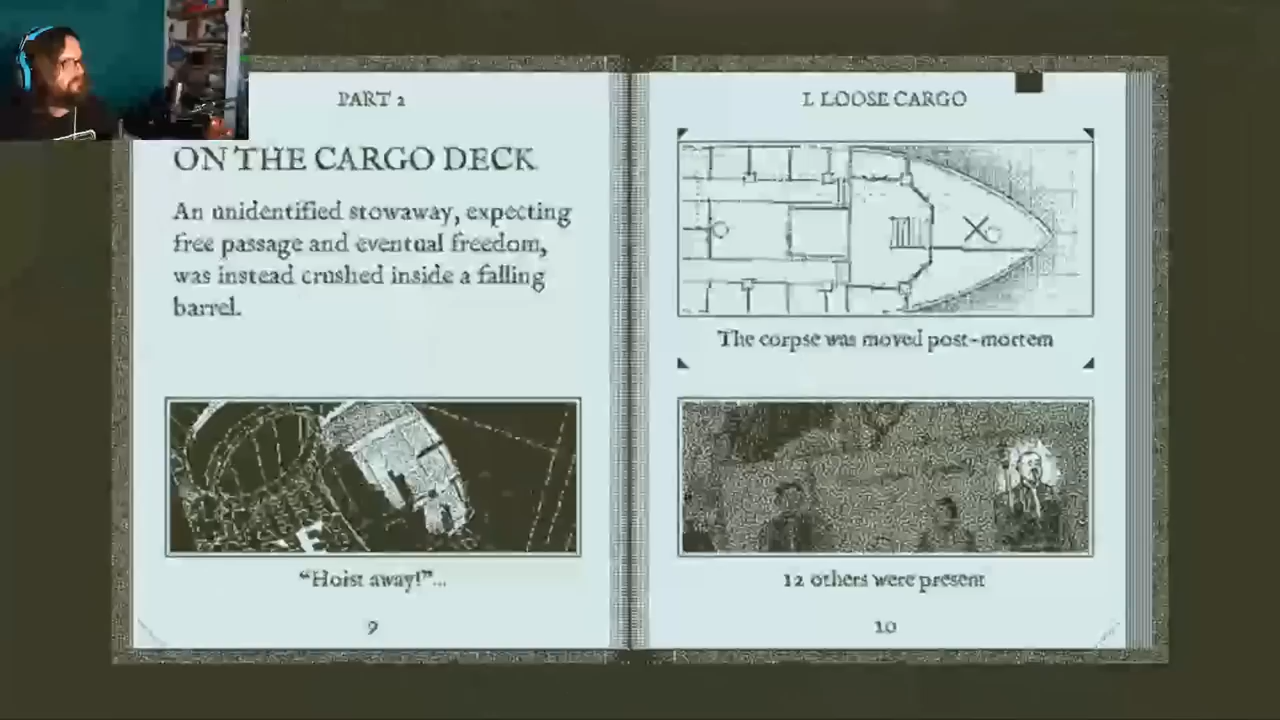 PART 2
ON THE CARGO DECK
An unidentified stowaway, expecting
free passage and eventual freedom,
was instead crushed inside a falling
barrel.
"Hoist away!"...
9
I. LOOSE CARGO
The corpse was moved post-mortem
12 others were present
10